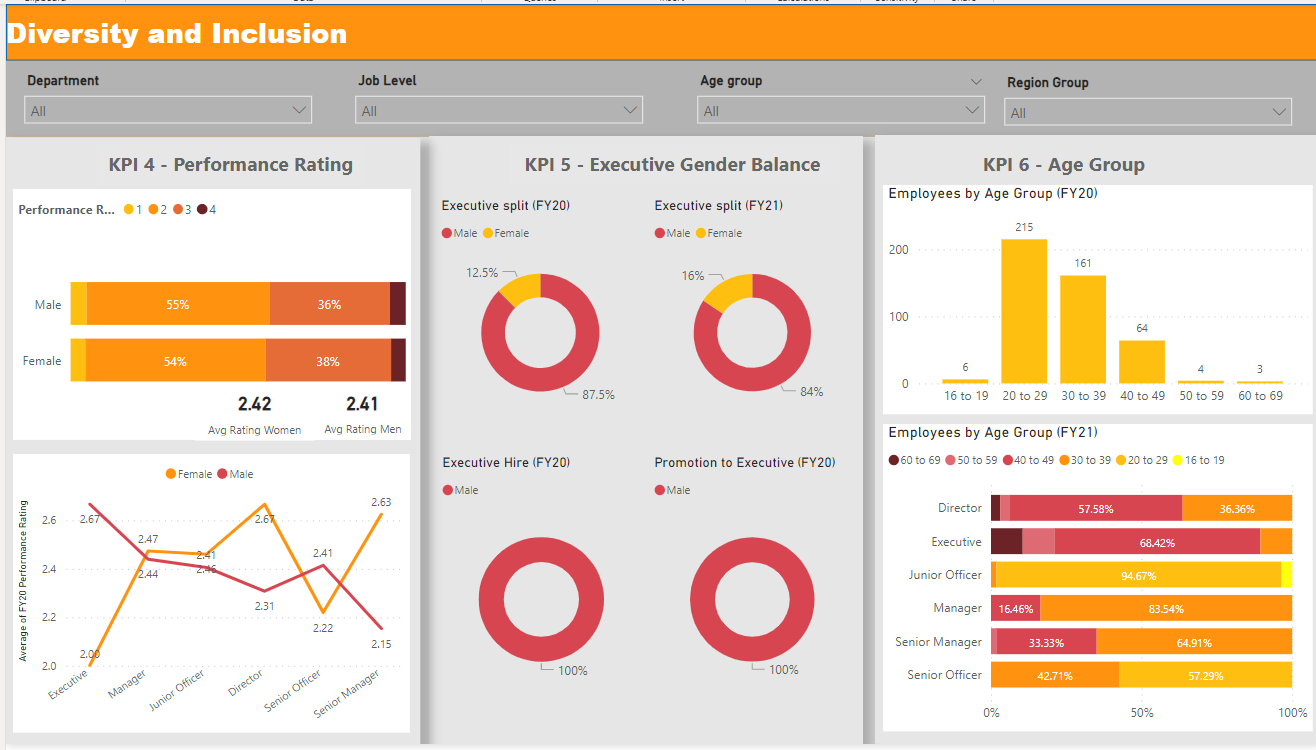 Diversity and Inclusion
Department
All
Job Level
All
Age group
All
Region Group
All
KPI 4 - Performance Rating
Performance R... 1 2 3 4
Male 55% 36%
Female 54% 38%
2.42 2.41
Avg Rating Women Avg Rating Men
Female Male
Average of FY20 Performance Rating
2.6
2.4
2.2
2.0
2.67
2.00
2.47
2.44
2.41
2.46
2.67
2.31
2.41
2.22
2.63
2.15
Executive
Manager
Junior Officer
Director
Senior Officer
Senior Manager
KPI 5 - Executive Gender Balance
Executive split (FY20)
Male Female
12.5%
87.5%
Executive split (FY21)
Male Female
16%
84%
Executive Hire (FY20)
Male
100%
Promotion to Executive (FY20)
Male
100%
KPI 6 - Age Group
Employees by Age Group (FY20)
200
100
0
6
215
161
64
4
3
16 to 19 20 to 29 30 to 39 40 to 49 50 to 59 60 to 69
Employees by Age Group (FY21)
60 to 69 50 to 59 40 to 49 30 to 39 20 to 29 16 to 19
Director 57.58% 36.36%
Executive 68.42%
Junior Officer 94.67%
Manager 16.46% 83.54%
Senior Manager 33.33% 64.91%
Senior Officer 42.71% 57.29%
0% 50% 100%